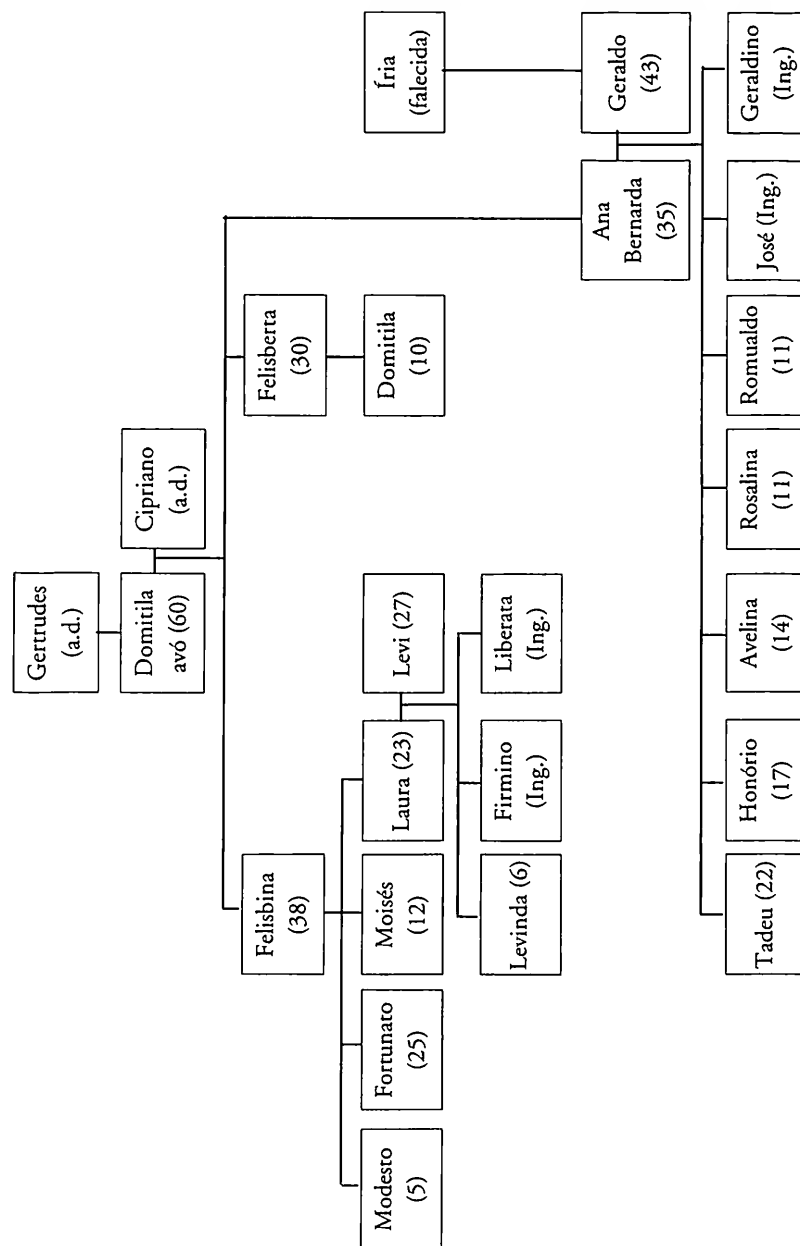 Gertrudes
(a.d.)
Domitila
avó (60)
Cipriano
(a.d.)
Felisbina
(38)
Felisberta
(30)
Íria
(falecida)
Modesto
(5)
Fortunato
(25)
Moisés
(12)
Laura (23)
Levi (27)
Domitila
(10)
Levinda (6)
Firmino
(Ing.)
Liberata
(Ing.)
Ana
Bernarda
(35)
Geraldo
(43)
Tadeu (22)
Honório
(17)
Avelina
(14)
Rosalina
(11)
Romualdo
(11)
José (Ing.)
Geraldino
(Ing.)